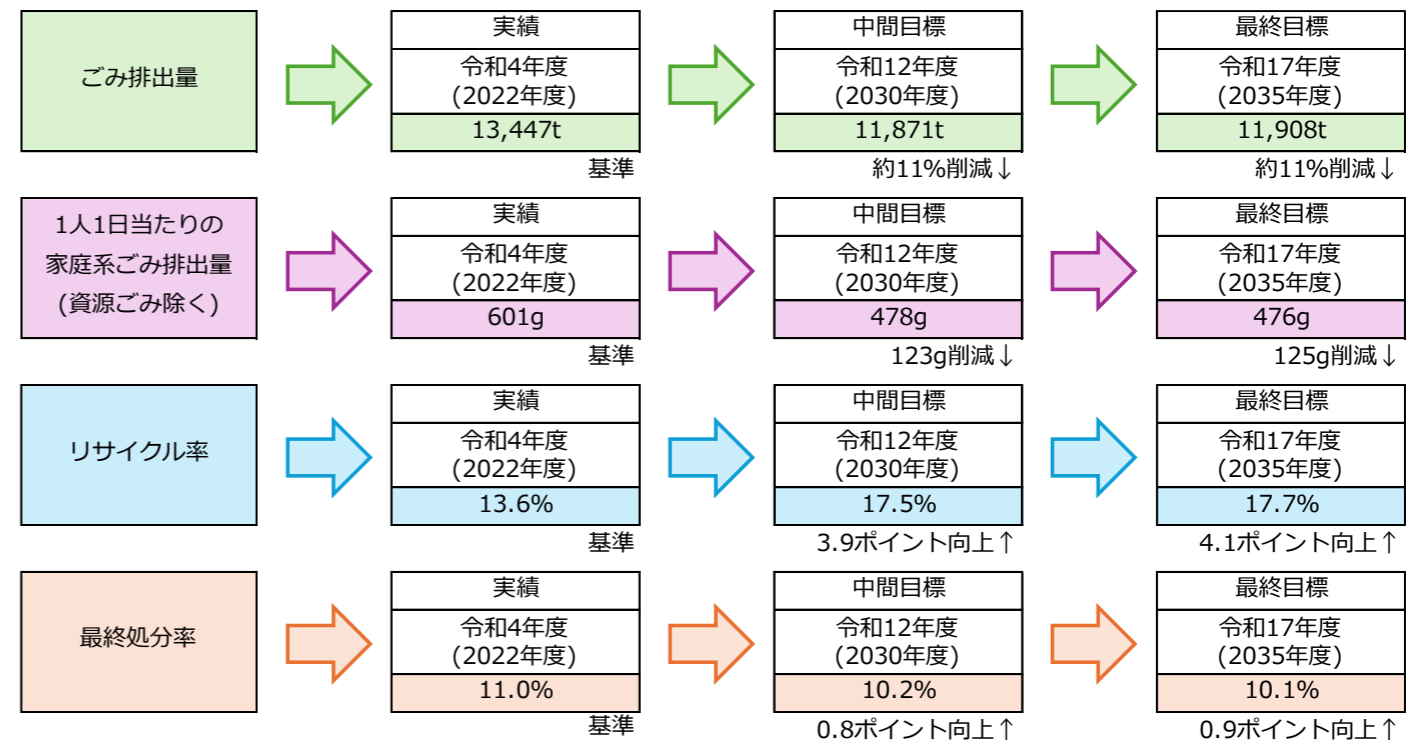 ごみ排出量
実績
令和4年度
(2022年度)
13,447t
基準
中間目標
令和12年度
(2030年度)
11,871t
約11%削減↓
最終目標
令和17年度
(2035年度)
11,908t
約11%削減↓
1人1日当たりの
家庭系ごみ排出量
(資源ごみ除く)
実績
令和4年度
(2022年度)
601g
基準
中間目標
令和12年度
(2030年度)
478g
123g削減↓
最終目標
令和17年度
(2035年度)
476g
125g削減↓
リサイクル率
実績
令和4年度
(2022年度)
13.6%
基準
中間目標
令和12年度
(2030年度)
17.5%
3.9ポイント向上↑
最終目標
令和17年度
(2035年度)
17.7%
4.1ポイント向上↑
最終処分率
実績
令和4年度
(2022年度)
11.0%
基準
中間目標
令和12年度
(2030年度)
10.2%
0.8ポイント向上↑
最終目標
令和17年度
(2035年度)
10.1%
0.9ポイント向上↑